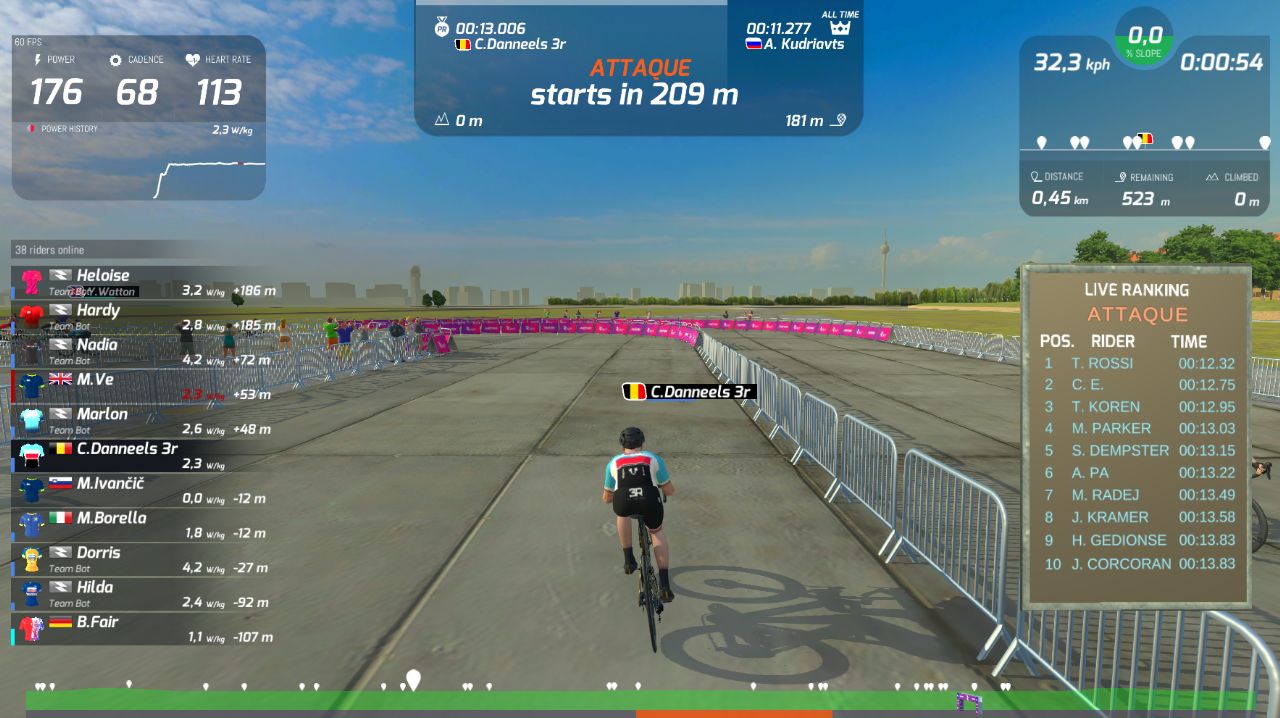 60 FPS
POWER CADENCE HEART RATE
176 68 113
POWER HISTORY 2,3 W/kg
PR 00:13.006
C.Danneels 3r
ALL TIME
00:11.277
A. Kudriavts
ATTAQUE
starts in 209 m
0 m 181 m
0,0
% SLOPE
32,3 kph 0:00:54
DISTANCE REMAINING CLIMBED
0,45 km 523 m 0 m
38 riders online
Heloise
Team Bot 3,2 W/kg +186 m
Y.Watton
Hardy
Team Bot 2,8 W/kg +185 m
Nadia
Team Bot 4,2 W/kg +72 m
M.Ve
2,3 W/kg +53 m
Marlon
Team Bot 2,6 W/kg +48 m
C.Danneels 3r
2,3 W/kg
M.Ivančič
0,0 W/kg -12 m
M.Borella
1,8 W/kg -12 m
Dorris
Team Bot 4,2 W/kg -27 m
Hilda
Team Bot 2,4 W/kg -92 m
B.Fair
1,1 W/kg -107 m
C.Danneels 3r
3R
LIVE RANKING
ATTAQUE
POS. RIDER TIME
1 T. ROSSI 00:12.32
2 C. E. 00:12.75
3 T. KOREN 00:12.95
4 M. PARKER 00:13.03
5 S. DEMPSTER 00:13.15
6 A. PA 00:13.22
7 M. RADEJ 00:13.49
8 J. KRAMER 00:13.58
9 H. GEDIONSE 00:13.83
10 J. CORCORAN 00:13.83